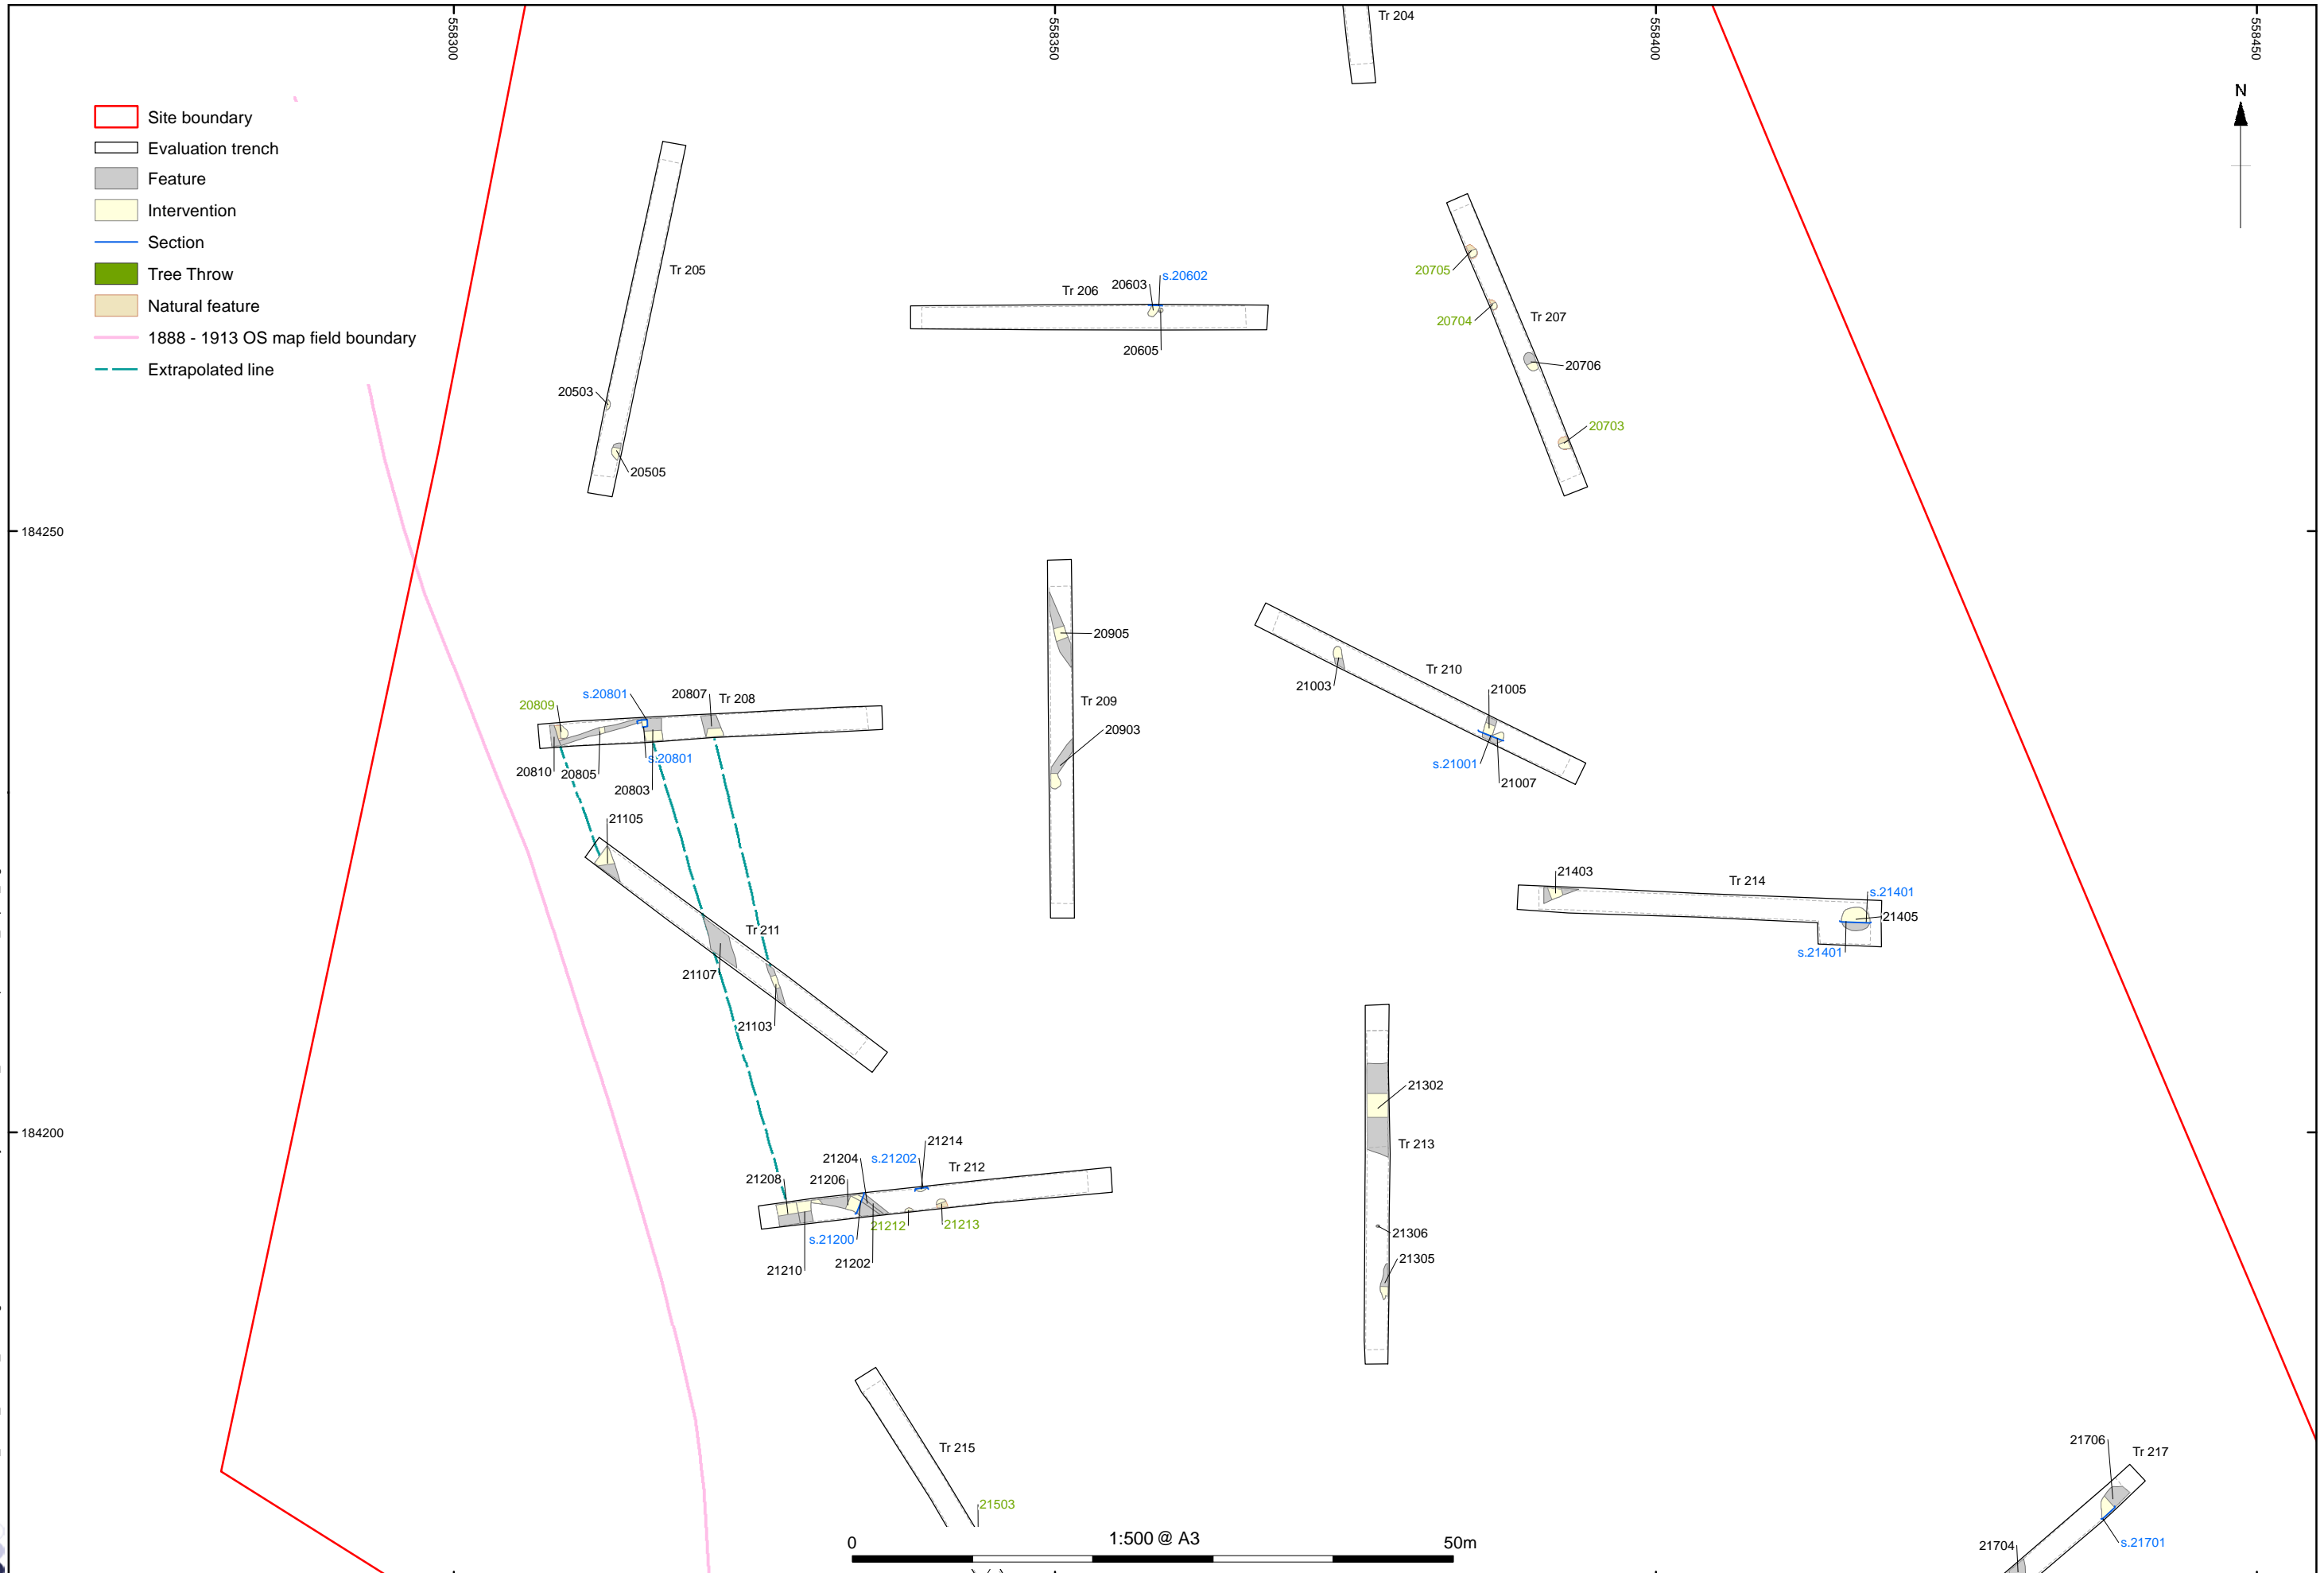 558300
558350
558400
558450
Tr 204
N
Site boundary
Evaluation trench
Feature
Intervention
Section
Tree Throw
Natural feature
1888 - 1913 OS map field boundary
Extrapolated line
Tr 205
20503
20505
Tr 206
20603
s.20602
20605
20705
20704
Tr 207
20706
20703
184250
20905
Tr 209
20903
Tr 210
21003
21005
s.21001
21007
s.20801
20807
Tr 208
20809
s.20801
20810
20805
20803
21105
Tr 211
21107
21103
21403
Tr 214
s.21401
21405
s.21401
21302
Tr 213
21306
21305
184200
21214
21204
s.21202
Tr 212
21208
21206
21212
21213
s.21200
21202
21210
Tr 215
21503
21706
Tr 217
s.21701
21704
0
1:500 @ A3
50m